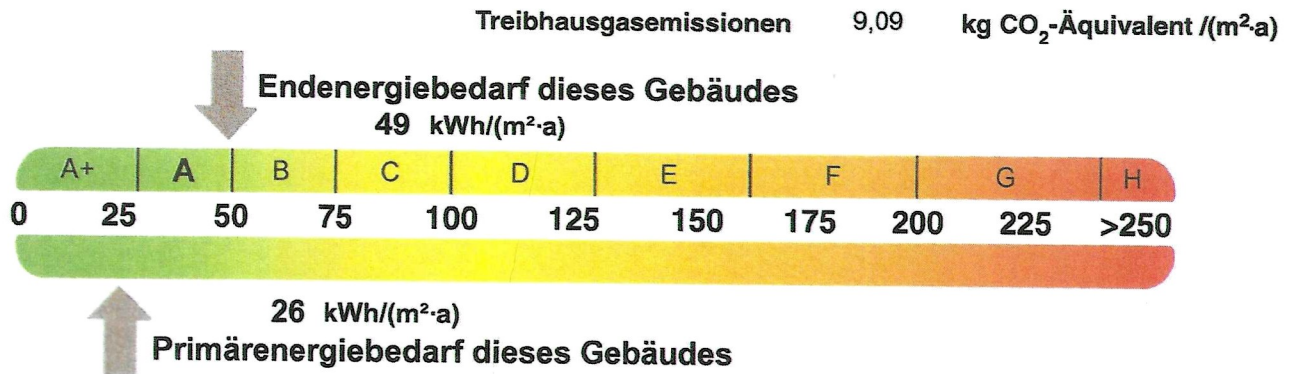 Treibhausgasemissionen 9,09 kg CO₂-Äquivalent /(m²·a)
Endenergiebedarf dieses Gebäudes
49 kWh/(m²·a)
A+ A B C D E F G H
0 25 50 75 100 125 150 175 200 225 >250
26 kWh/(m²·a)
Primärenergiebedarf dieses Gebäudes